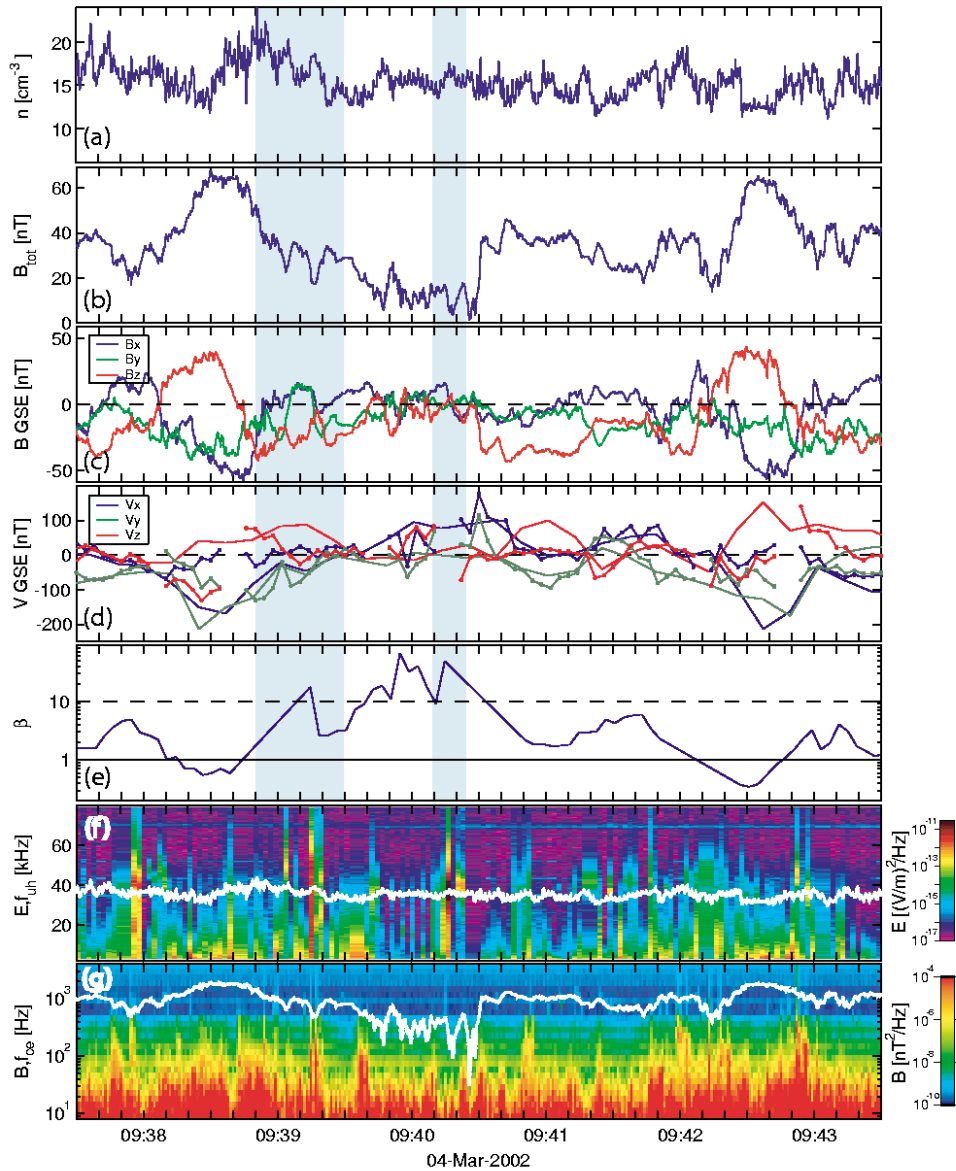 20
15
10
n [cm⁻³]
(a)
60
40
20
0
B_tot [nT]
(b)
50
0
-50
B GSE [nT]
Bx
By
Bz
(c)
100
0
-100
-200
V GSE [nT]
Vx
Vy
Vz
(d)
10
1
β
(e)
60
40
20
E,f_uh [kHz]
(f)
10⁻¹¹
10⁻¹³
10⁻¹⁵
10⁻¹⁷
E [(V/m)²/Hz]
10³
10²
10¹
B,f_ce [Hz]
(g)
10⁻⁴
10⁻⁶
10⁻⁸
10⁻¹⁰
B [nT²/Hz]
09:38 09:39 09:40 09:41 09:42 09:43
04-Mar-2002